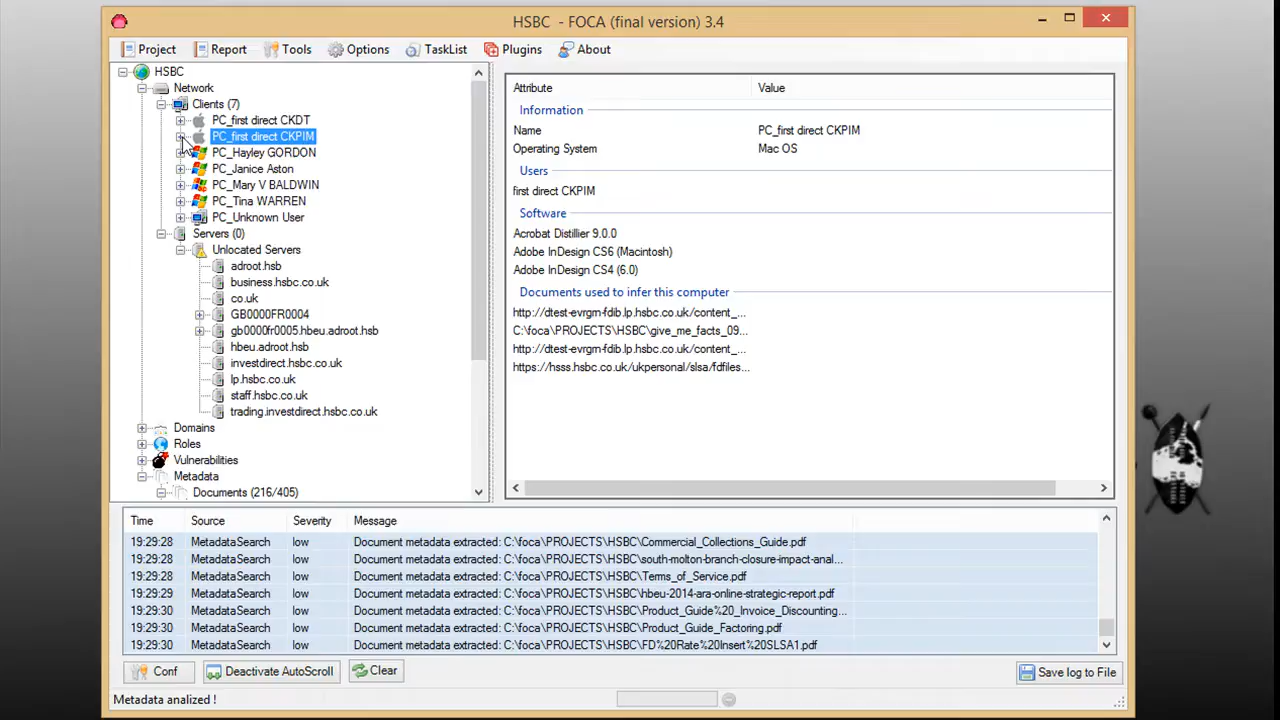 HSBC - FOCA (final version) 3.4
Project Report Tools Options TaskList Plugins About
HSBC
Network
Clients (7)
PC_first direct CKDT
PC_first direct CKPIM
PC_Hayley GORDON
PC_Janice Aston
PC_Mary V BALDWIN
PC_Tina WARREN
PC_Unknown User
Servers (0)
Unlocated Servers
adroot.hsb
business.hsbc.co.uk
co.uk
GB0000FR0004
gb0000fr0005.hbeu.adroot.hsb
hbeu.adroot.hsb
investdirect.hsbc.co.uk
lp.hsbc.co.uk
staff.hsbc.co.uk
trading.investdirect.hsbc.co.uk
Domains
Roles
Vulnerabilities
Metadata
Documents (216/405)
Attribute Value
Information
Name PC_first direct CKPIM
Operating System Mac OS
Users
first direct CKPIM
Software
Acrobat Distiller 9.0.0
Adobe InDesign CS6 (Macintosh)
Adobe InDesign CS4 (6.0)
Documents used to infer this computer
http://dtest-evrgrn-fdib.lp.hsbc.co.uk/content_...
C:\foca\PROJECTS\HSBC\give_me_facts_09...
http://dtest-evrgrn-fdib.lp.hsbc.co.uk/content_...
https://hsss.hsbc.co.uk/ukpersonal/slsa/fdfiles...
Time Source Severity Message
19:29:28 MetadataSearch low Document metadata extracted: C:\foca\PROJECTS\HSBC\Commercial_Collections_Guide.pdf
19:29:28 MetadataSearch low Document metadata extracted: C:\foca\PROJECTS\HSBC\south-molton-branch-closure-impact-anal...
19:29:28 MetadataSearch low Document metadata extracted: C:\foca\PROJECTS\HSBC\Terms_of_Service.pdf
19:29:29 MetadataSearch low Document metadata extracted: C:\foca\PROJECTS\HSBC\hbeu-2014-ara-online-strategic-report.pdf
19:29:30 MetadataSearch low Document metadata extracted: C:\foca\PROJECTS\HSBC\Product_Guide%20_Invoice_Discounting...
19:29:30 MetadataSearch low Document metadata extracted: C:\foca\PROJECTS\HSBC\Product_Guide_Factoring.pdf
19:29:30 MetadataSearch low Document metadata extracted: C:\foca\PROJECTS\HSBC\FD%20Rate%20Insert%20SLSA1.pdf
Conf Deactivate AutoScroll Clear Save log to File
Metadata analized !